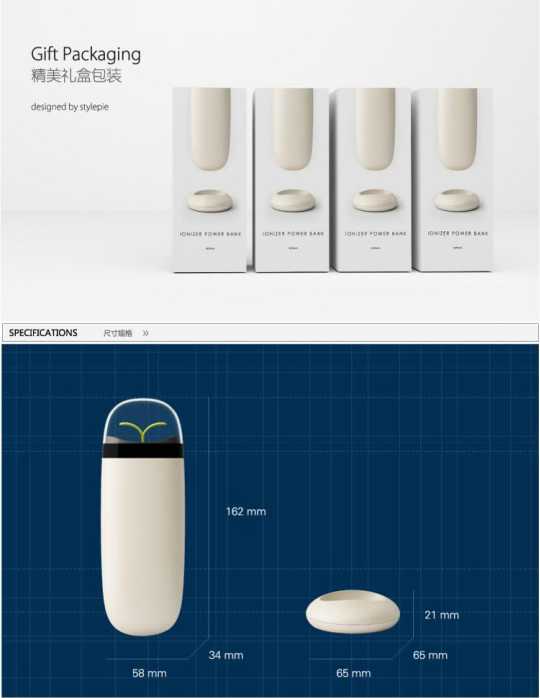 Gift Packaging
精美礼盒包装
designed by stylepie
IONIZER POWER BANK
IONIZER POWER BANK
IONIZER POWER BANK
IONIZER POWER BANK
SPECIFICATIONS 尺寸规格 »
162 mm
34 mm
58 mm
21 mm
65 mm
65 mm